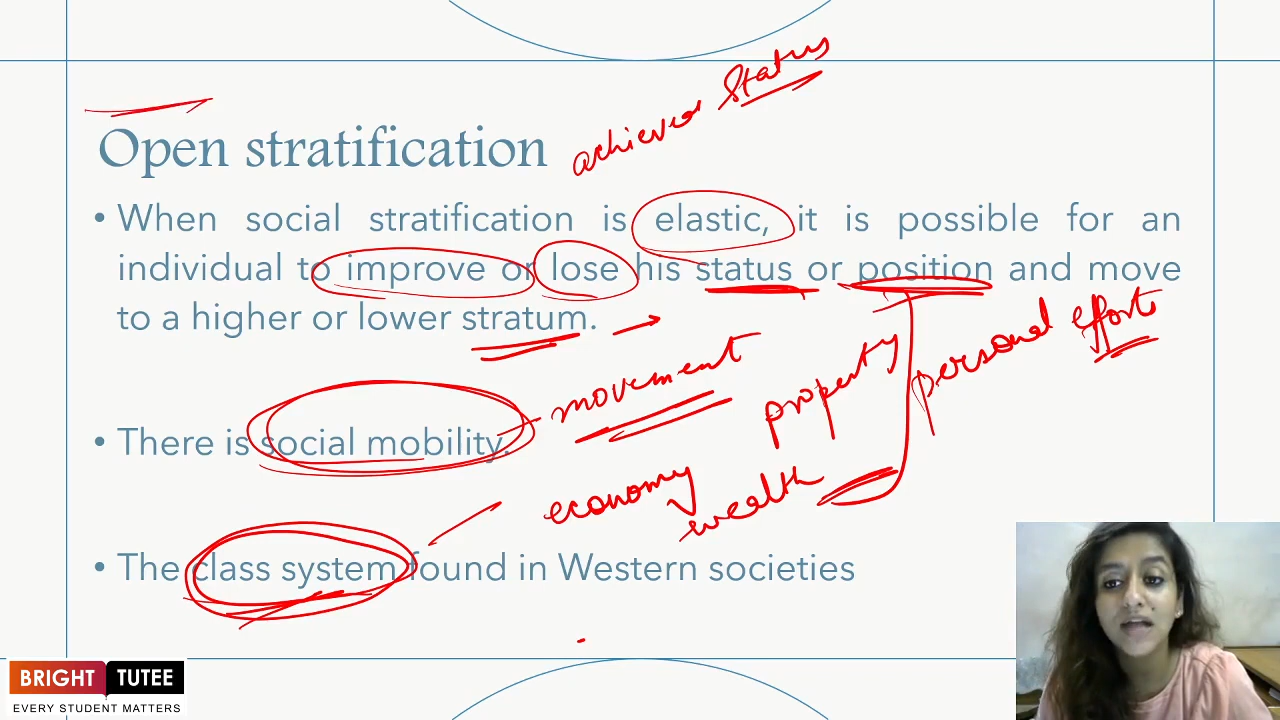 achieved Status
Open stratification
• When social stratification is elastic, it is possible for an
individual to improve or lose his status or position and move
to a higher or lower stratum.
personal efforts
movement
property
• There is social mobility.
economy
wealth
• The class system found in Western societies
BRIGHT TUTEE
EVERY STUDENT MATTERS